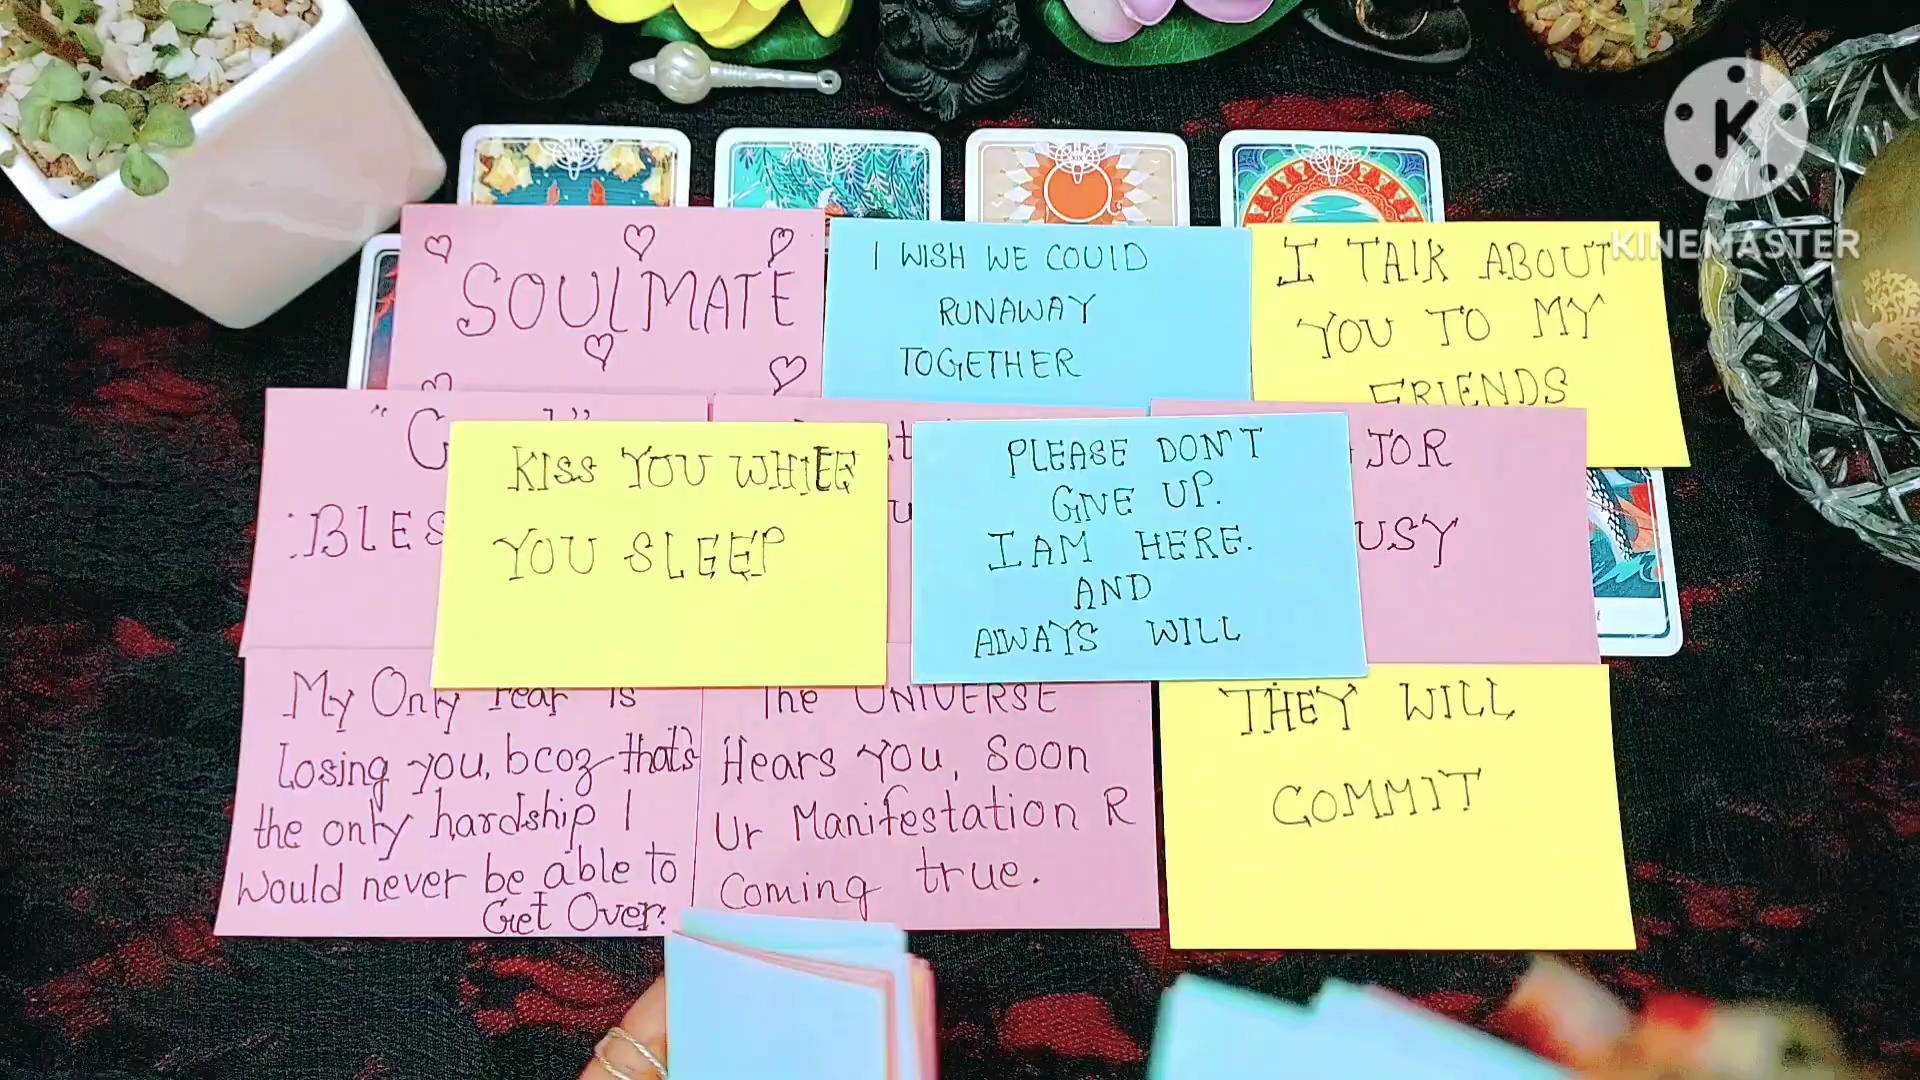 SOULMATE
I WISH WE COUlD
RUNAWAY
TOGETHER
I TAlK ABOUT
YOU TO MY
FRIENDS
K
KINEMASTER
KISS YOU WHILE
YOU SLEEP
PLEASE DON'T
GIVE UP.
I AM HERE.
AND
AlWAYS WILL
JOR
USY
BlES
My Only Fear Is
losing you, bcoz that's
the only hardship I
Would never be able to
Get Over.
The UNIVERSE
Hears You, Soon
Ur Manifestation R
Coming true.
THEY WILL
COMMIT